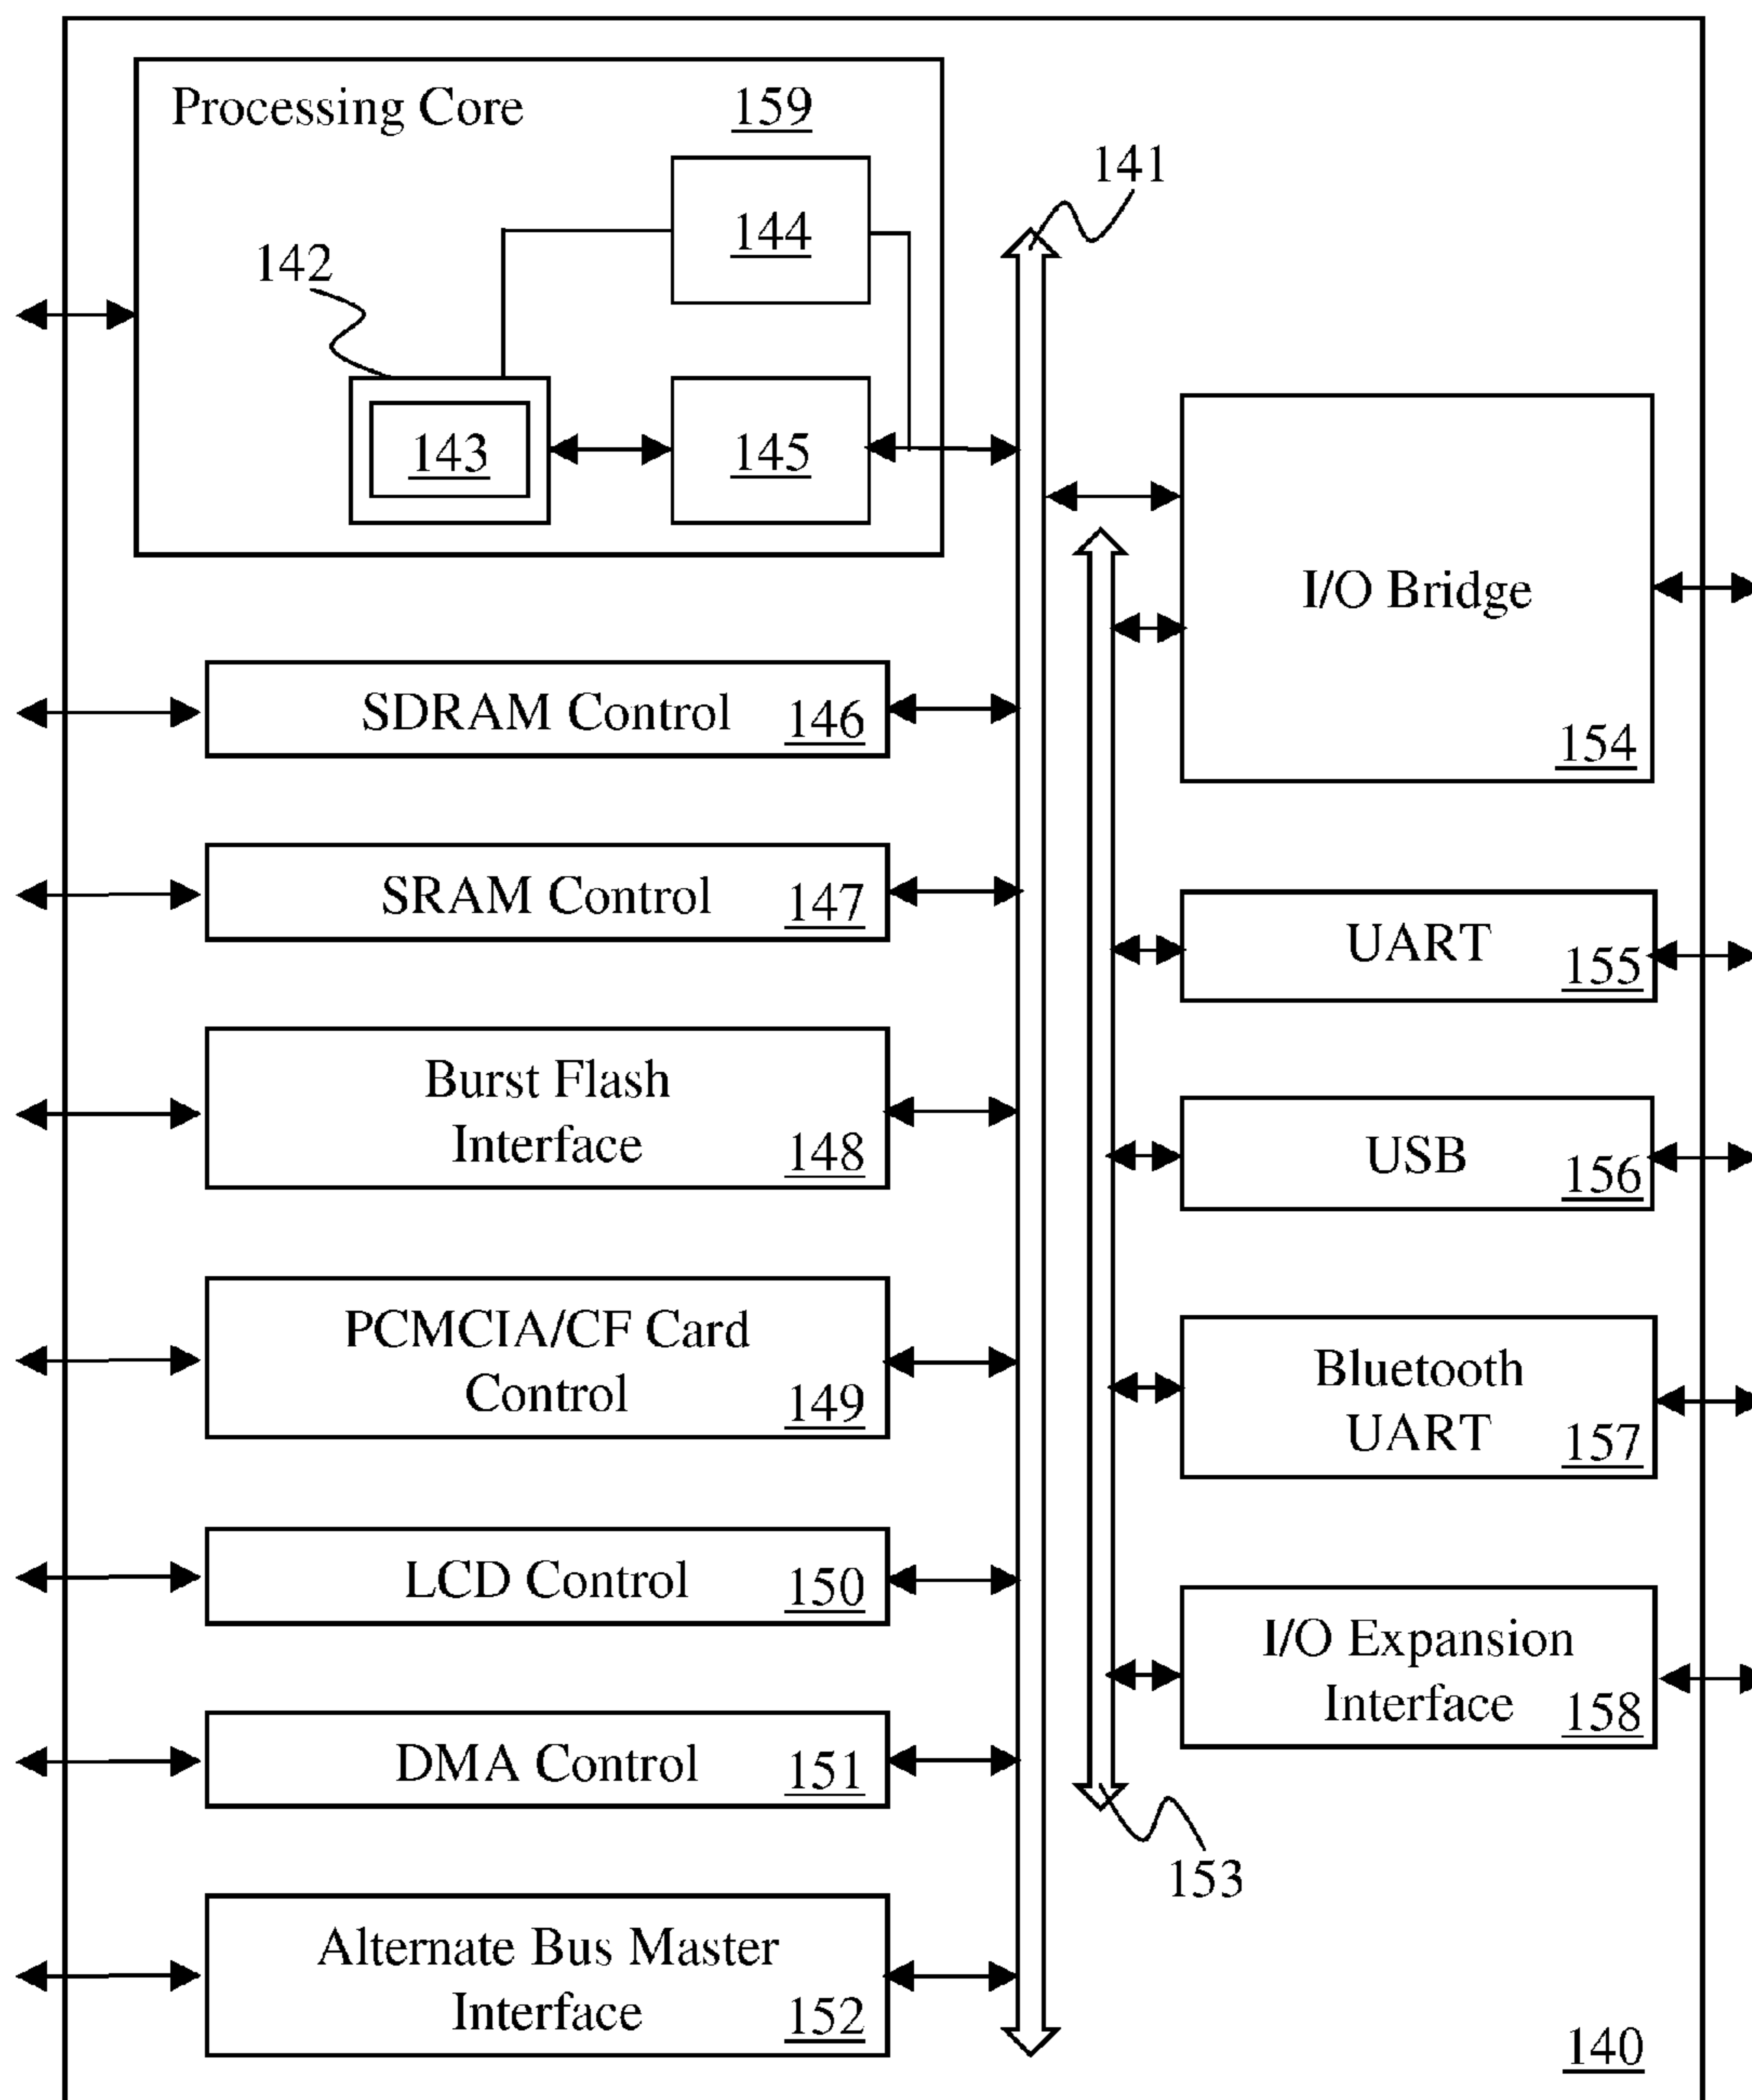 Processing Core 159
141
144
142
143
145
I/O Bridge
154
SDRAM Control 146
SRAM Control 147
UART 155
Burst Flash
Interface 148
USB 156
PCMCIA/CF Card
Control 149
Bluetooth
UART 157
LCD Control 150
I/O Expansion
Interface 158
DMA Control 151
153
Alternate Bus Master
Interface 152
140